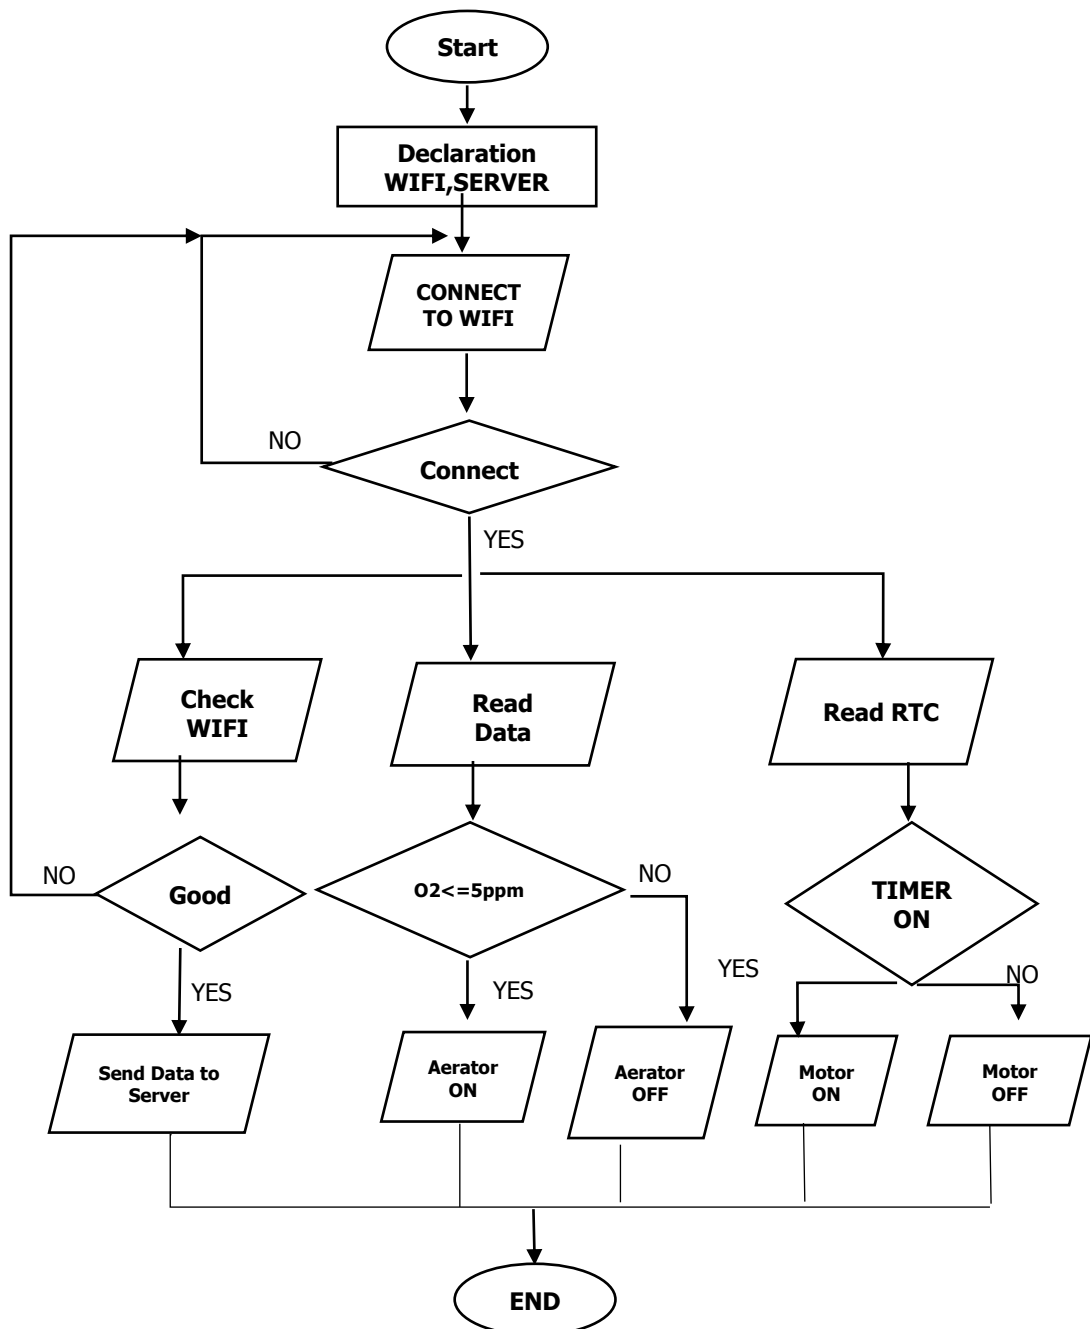 Start
Declaration
WIFI,SERVER
CONNECT
TO WIFI
NO
Connect
YES
Check
WIFI
Read
Data
Read RTC
NO
Good
O2<=5ppm
NO
TIMER
ON
YES
YES
YES
NO
Send Data to
Server
Aerator
ON
Aerator
OFF
Motor
ON
Motor
OFF
END